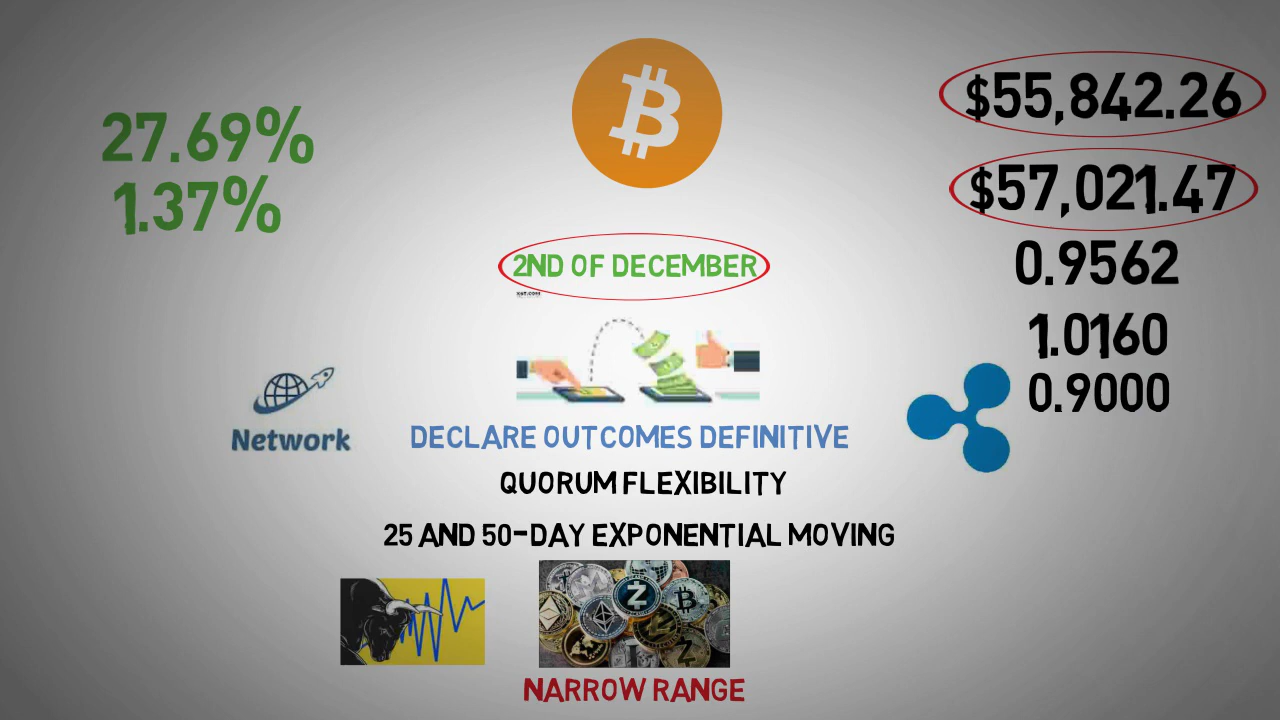 27.69%
1.37%
2ND OF DECEMBER
Network
DECLARE OUTCOMES DEFINITIVE
QUORUM FLEXIBILITY
25 AND 50-DAY EXPONENTIAL MOVING
NARROW RANGE
$55,842.26
$57,021.47
0.9562
1.0160
0.9000